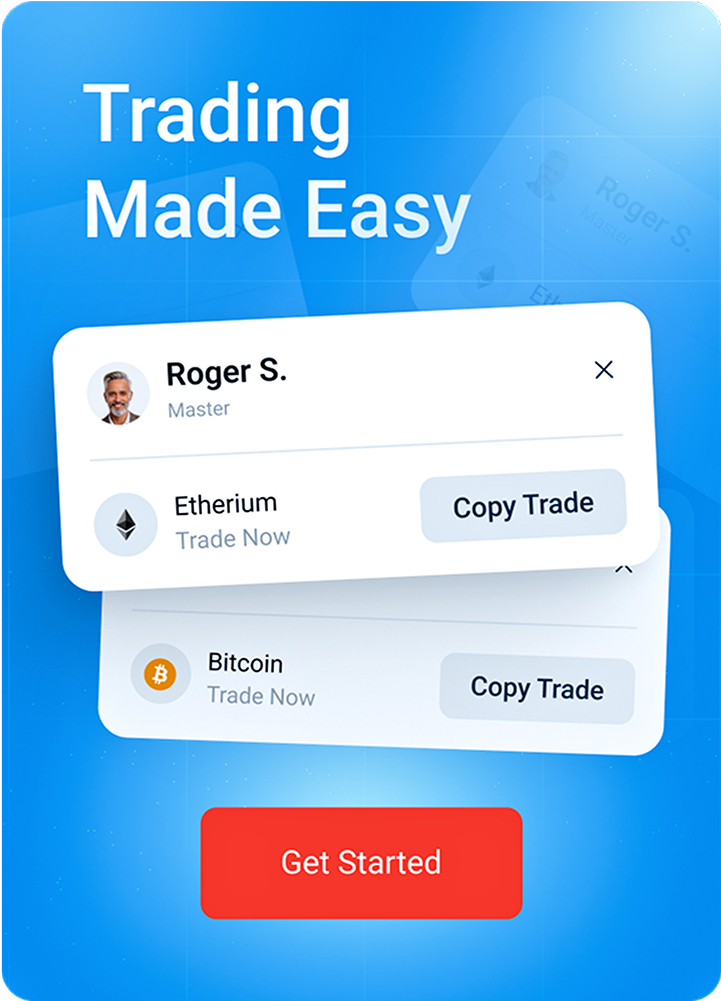 Trading
Made Easy
Roger S.
Master
Ethe
Roger S.
Master
Etherium
Trade Now
Copy Trade
Bitcoin
Trade Now
Copy Trade
Get Started